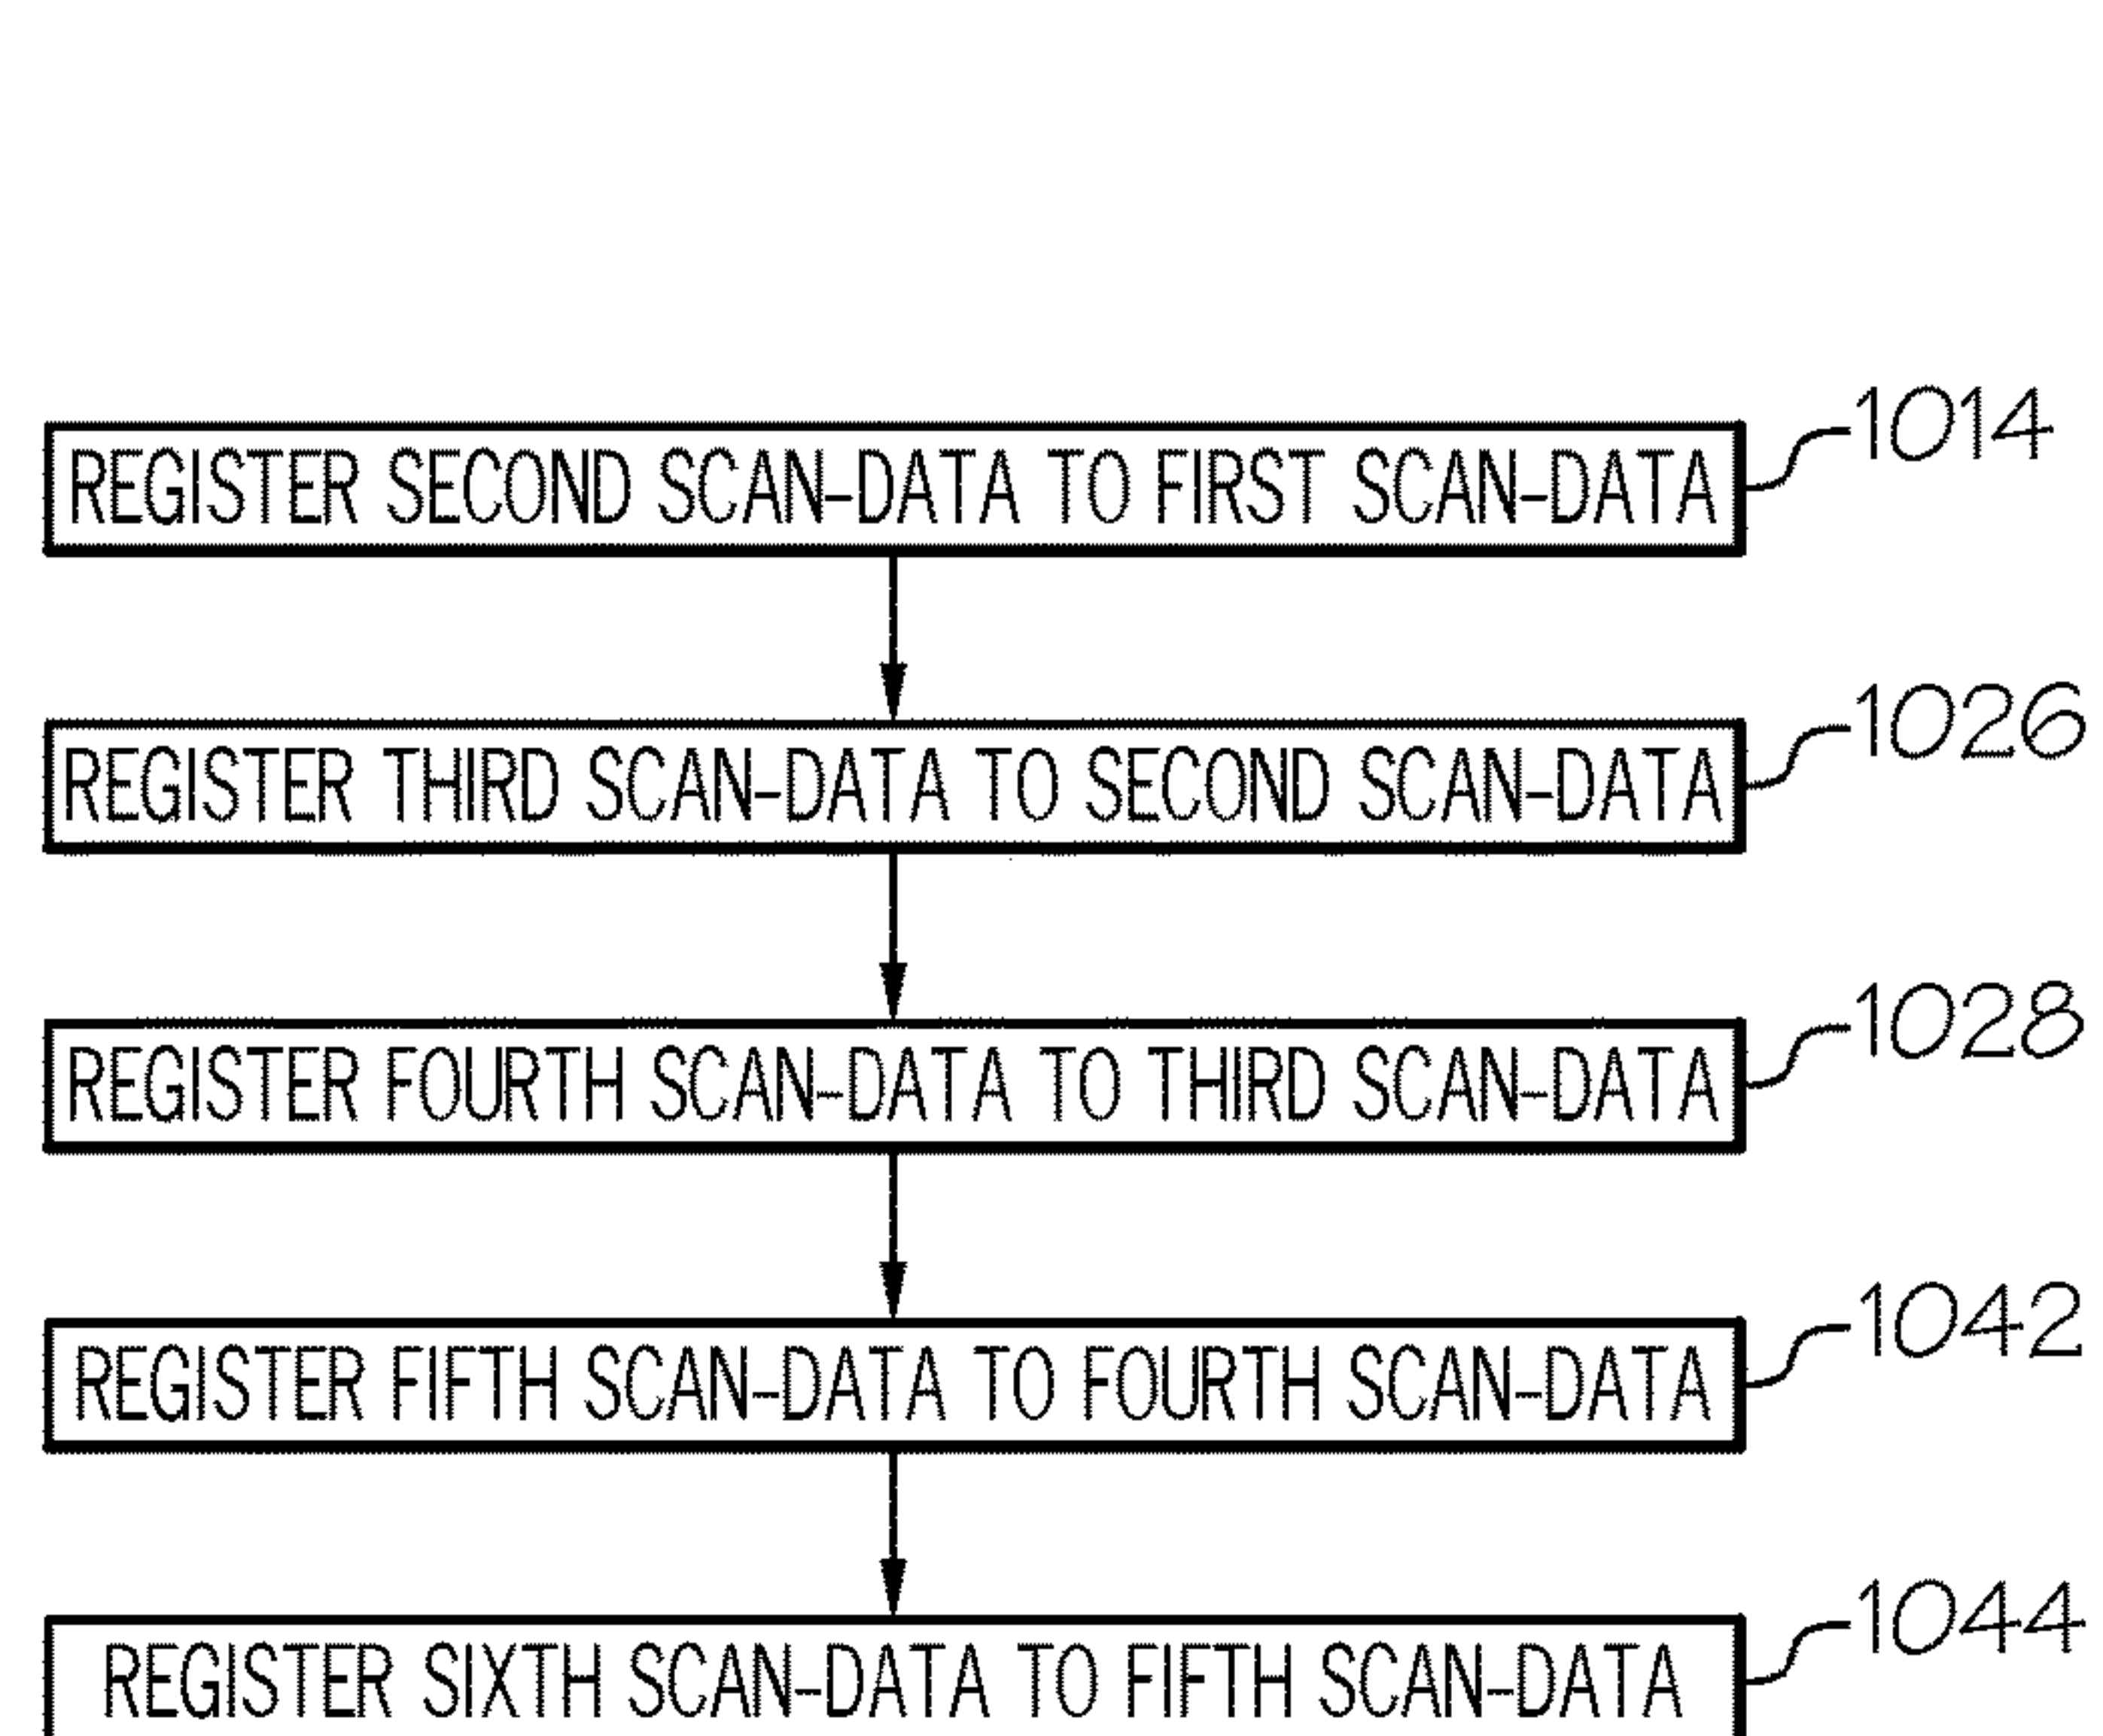 1014
REGISTER SECOND SCAN-DATA TO FIRST SCAN-DATA
1026
REGISTER THIRD SCAN-DATA TO SECOND SCAN-DATA
1028
REGISTER FOURTH SCAN-DATA TO THIRD SCAN-DATA
1042
REGISTER FIFTH SCAN-DATA TO FOURTH SCAN-DATA
1044
REGISTER SIXTH SCAN-DATA TO FIFTH SCAN-DATA